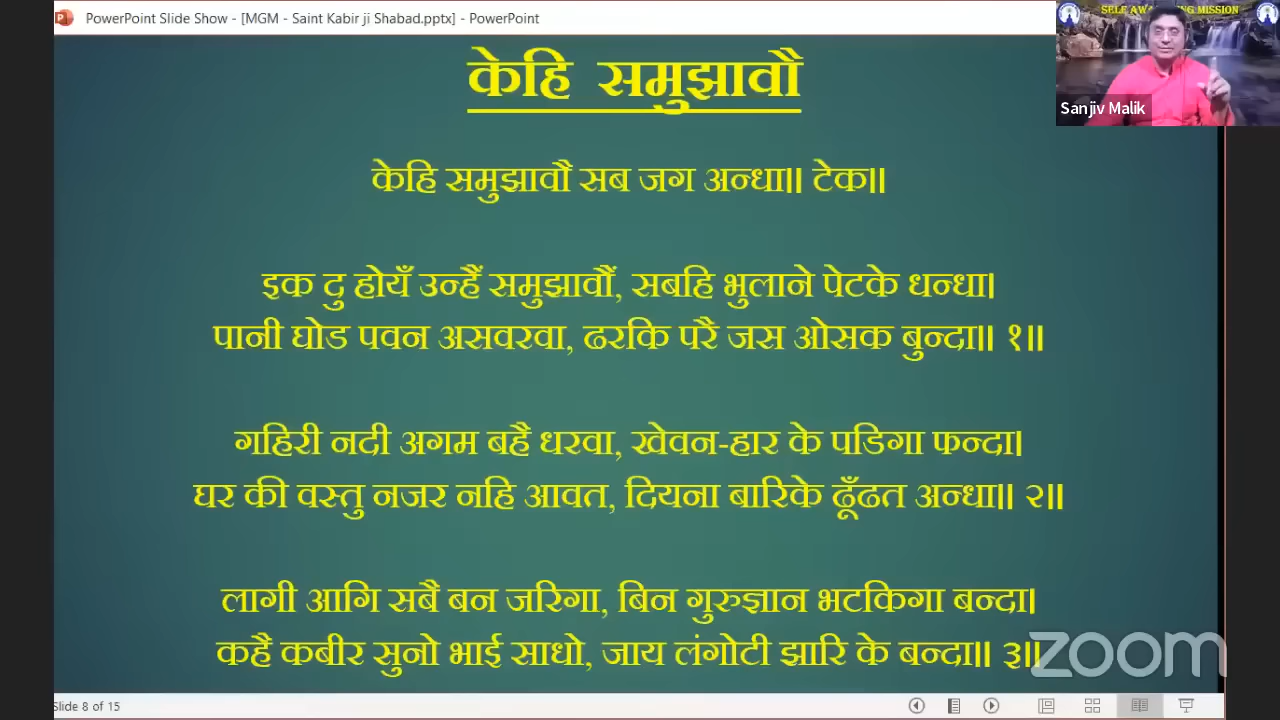 PowerPoint Slide Show - [MGM - Saint Kabir ji Shabad.pptx] - PowerPoint
SELF AWAKENING MISSION
Sanjiv Malik
केहि समुझावौ
केहि समुझावौ सब जग अन्धा॥ टेक॥
इक दु होयँ उन्हैं समुझावौं, सबहि भुलाने पेटके धन्धा।
पानी घोड पवन असवरवा, ढरकि परै जस ओसक बुन्दा॥ १॥
गहिरी नदी अगम बहै धरवा, खेवन-हार के पडिगा फन्दा।
घर की वस्तु नजर नहि आवत, दियना बारिके ढूँढत अन्धा॥ २॥
लागी आगि सबै बन जरिगा, बिन गुरुज्ञान भटकिगा बन्दा।
कहै कबीर सुनो भाई साधो, जाय लंगोटी झारि के बन्दा॥ ३॥
zoom
Slide 8 of 15